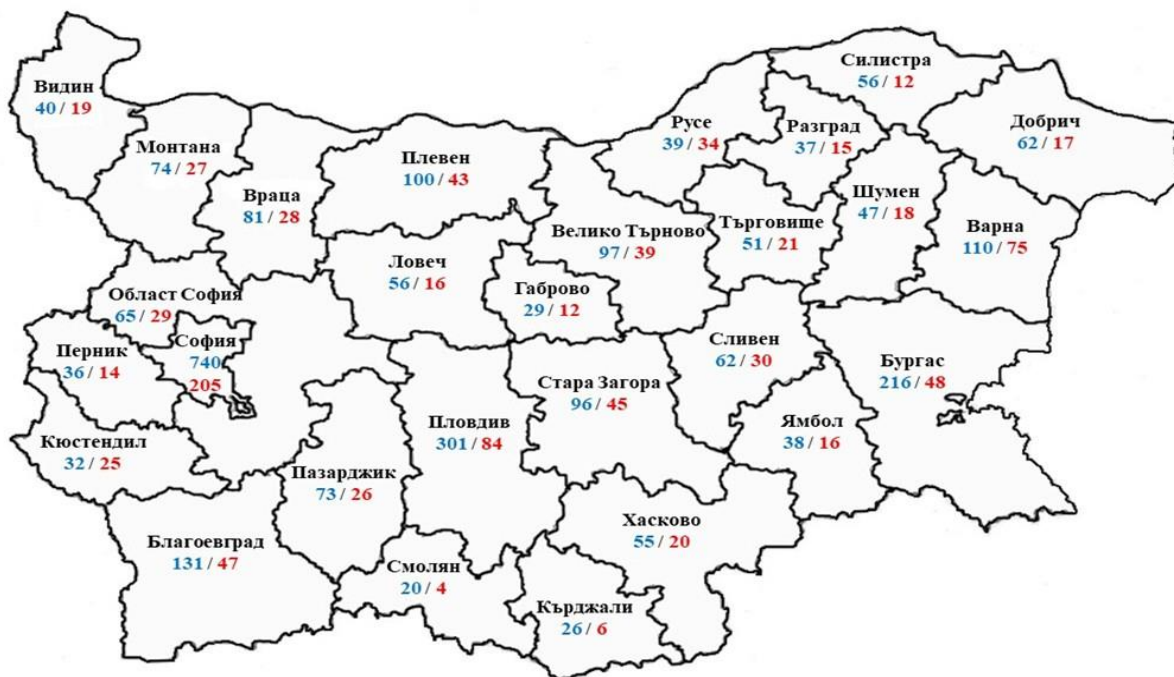 Видин
40 / 19
Монтана
74 / 27
Враца
81 / 28
Плевен
100 / 43
Ловеч
56 / 16
Велико Търново
97 / 39
Габрово
29 / 12
Русе
39 / 34
Разград
37 / 15
Силистра
56 / 12
Добрич
62 / 17
Търговище
51 / 21
Шумен
47 / 18
Варна
110 / 75
Област София
65 / 29
София
740
205
Перник
36 / 14
Кюстендил
32 / 25
Благоевград
131 / 47
Пазарджик
73 / 26
Пловдив
301 / 84
Смолян
20 / 4
Стара Загора
96 / 45
Сливен
62 / 30
Ямбол
38 / 16
Бургас
216 / 48
Хасково
55 / 20
Кърджали
26 / 6